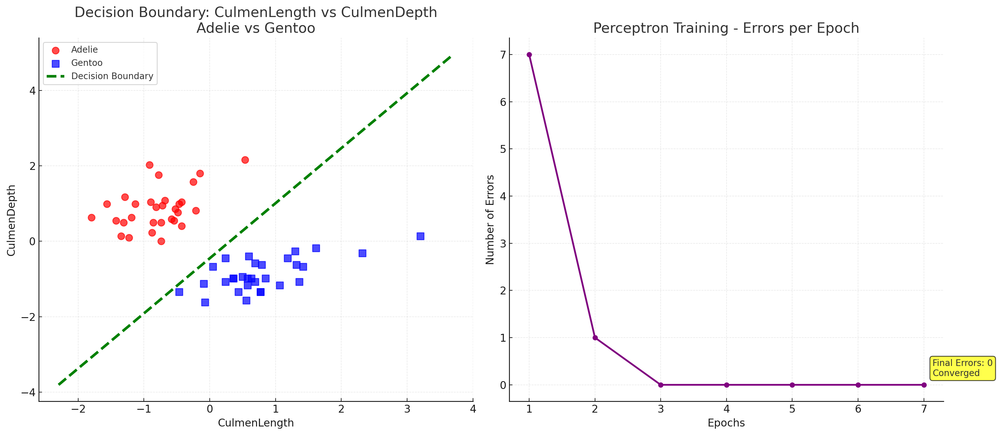 Decision Boundary: CulmenLength vs CulmenDepth
Adelie vs Gentoo
Adelie
Gentoo
Decision Boundary
4
2
0
−2
−4
CulmenDepth
−2
−1
0
1
2
3
4
CulmenLength
Perceptron Training - Errors per Epoch
7
6
5
4
3
2
1
0
Number of Errors
Final Errors: 0
Converged
1
2
3
4
5
6
7
Epochs